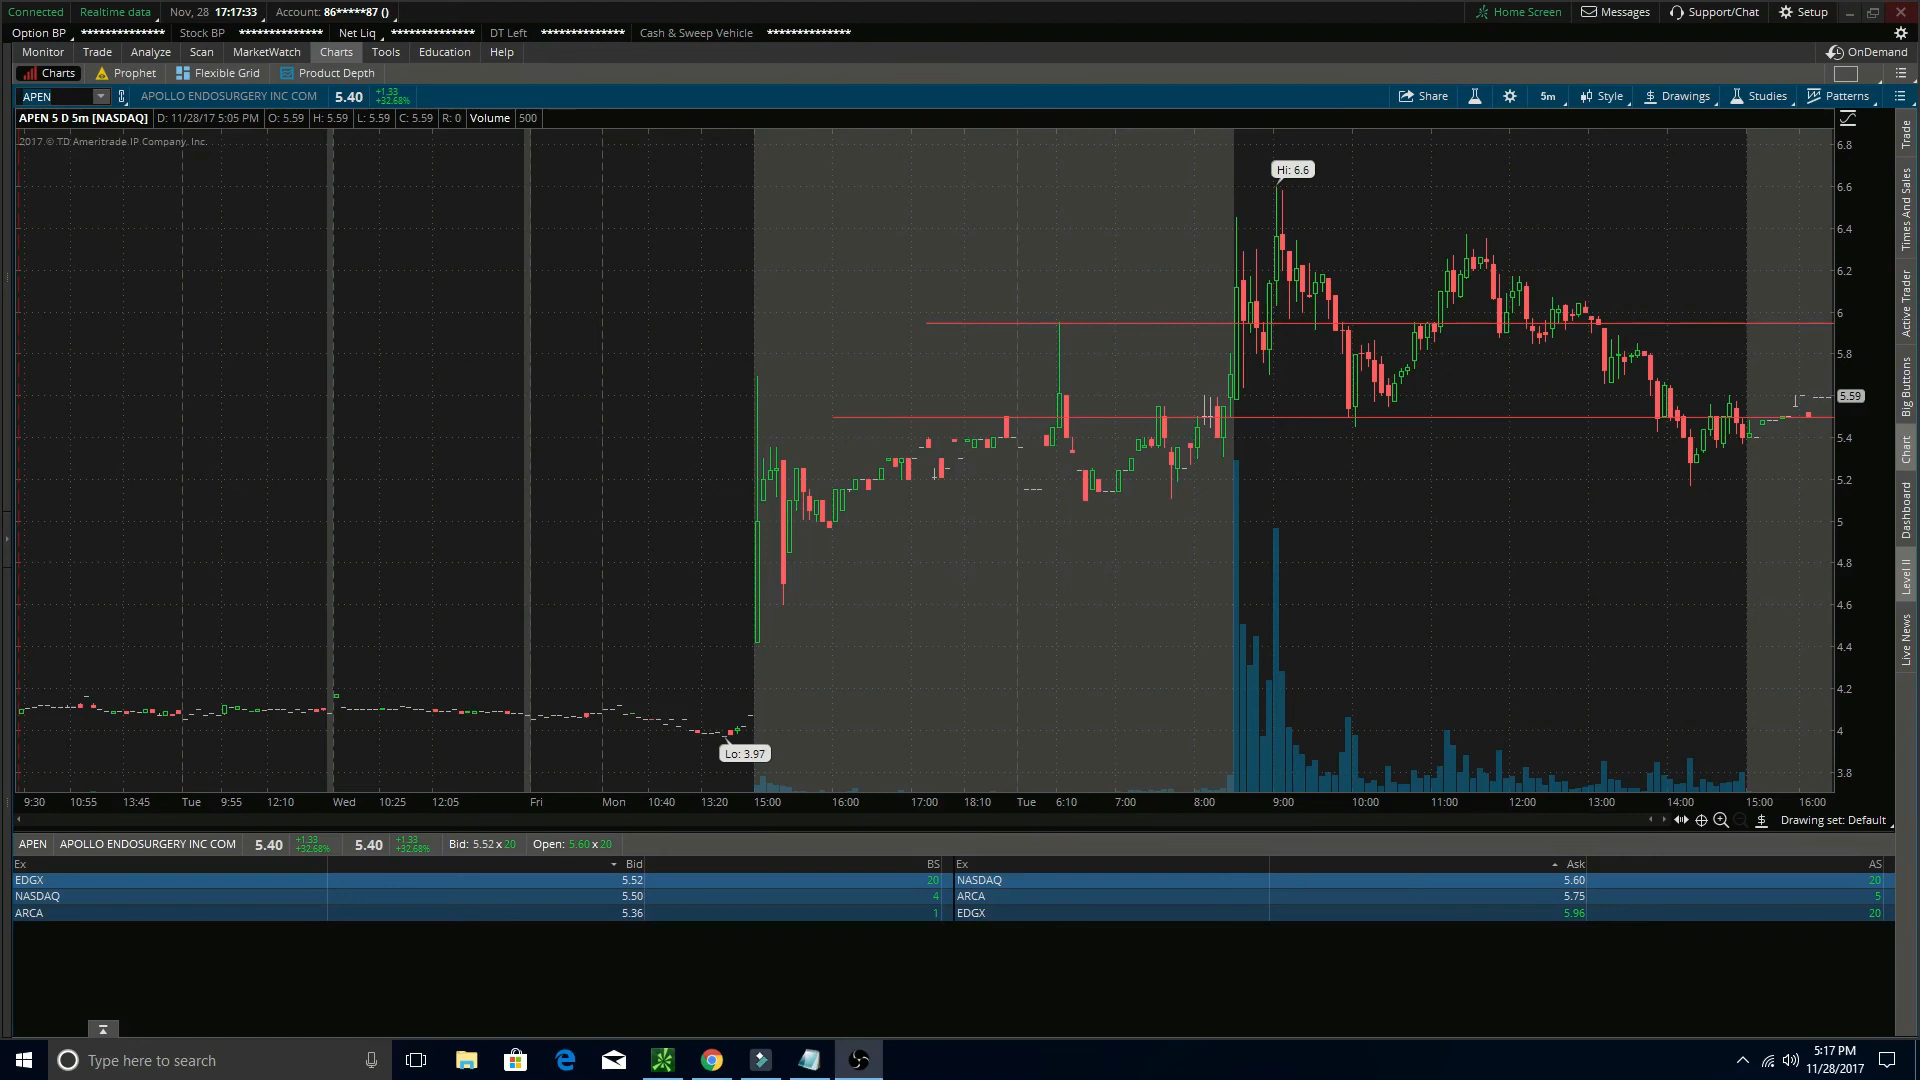 Connected Realtime data Nov, 28 17:17:33 Account: 86*****87 () Home Screen Messages Support/Chat Setup
Option BP ************** Stock BP ************** Net Liq ************** DT Left ************** Cash & Sweep Vehicle **************
Monitor Trade Analyze Scan MarketWatch Charts Tools Education Help OnDemand
Charts Prophet Flexible Grid Product Depth
APEN APOLLO ENDOSURGERY INC COM 5.40 +1.33 +32.68% Share 5m Style Drawings Studies Patterns
APEN 5 D 5m [NASDAQ] D: 11/28/17 5:05 PM O: 5.59 H: 5.59 L: 5.59 C: 5.59 R: 0 Volume 500
2017 © TD Ameritrade IP Company, Inc.
6.8
Hi: 6.6
6.6
6.4
6.2
6
5.8
5.59
5.4
5.2
5
4.8
4.6
4.4
4.2
4
Lo: 3.97
3.8
9:30 10:55 13:45 Tue 9:55 12:10 Wed 10:25 12:05 Fri Mon 10:40 13:20 15:00 16:00 17:00 18:10 Tue 6:10 7:00 8:00 9:00 10:00 11:00 12:00 13:00 14:00 15:00 16:00
Drawing set: Default
Trade
Times And Sales
Active Trader
Big Buttons
Chart
Dashboard
Level II
Live News
APEN APOLLO ENDOSURGERY INC COM 5.40 +1.33 +32.68% 5.40 +1.33 +32.68% Bid: 5.52 x 20 Open: 5.60 x 20
Ex Bid BS Ex Ask AS
EDGX 5.52 20 NASDAQ 5.60 20
NASDAQ 5.50 4 ARCA 5.75 5
ARCA 5.36 1 EDGX 5.96 20
Type here to search
5:17 PM
11/28/2017